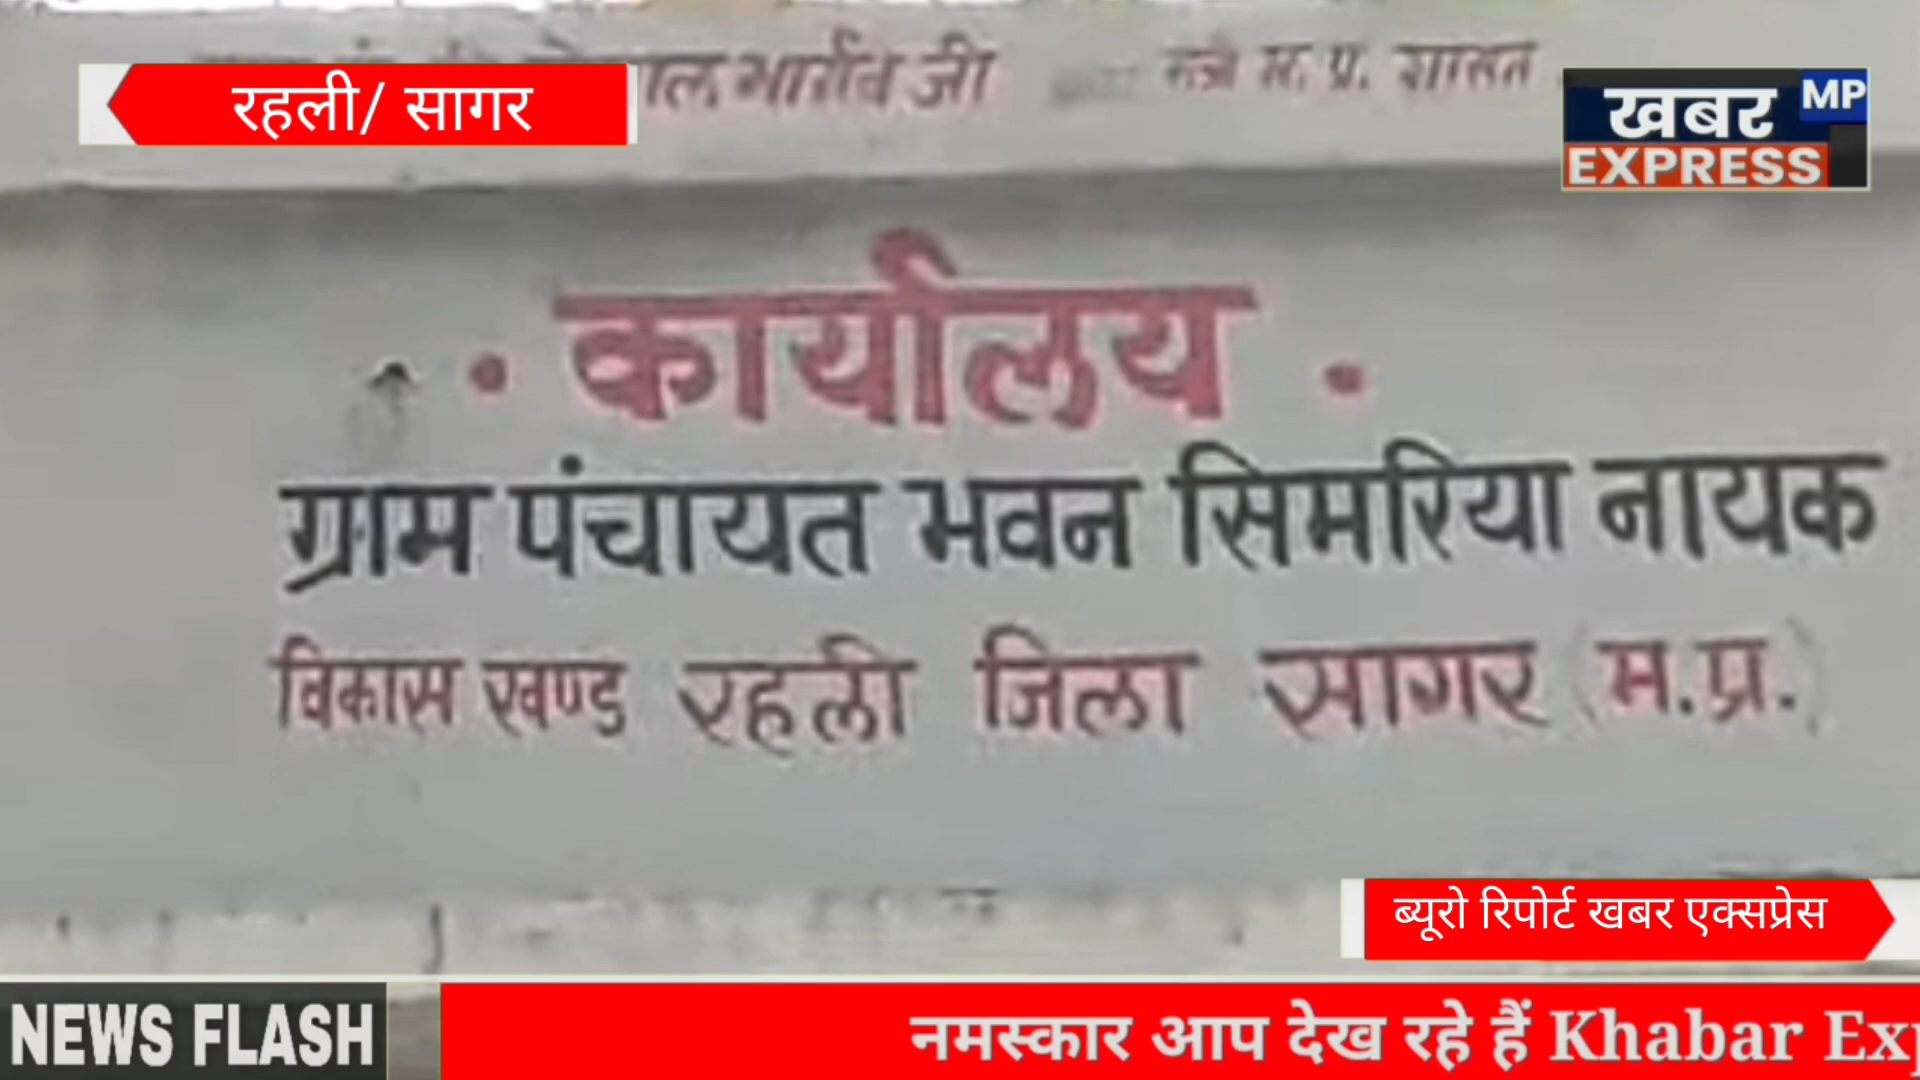 भार्गव जी म. प्र. शासन
रहली/ सागर
खबर MP
EXPRESS
• कार्यालय •
ग्राम पंचायत भवन सिमरिया नायक
विकास खण्ड रहली जिला सागर (म.प्र.)
ब्यूरो रिपोर्ट खबर एक्सप्रेस
NEWS FLASH
नमस्कार आप देख रहे हैं Khabar Exp